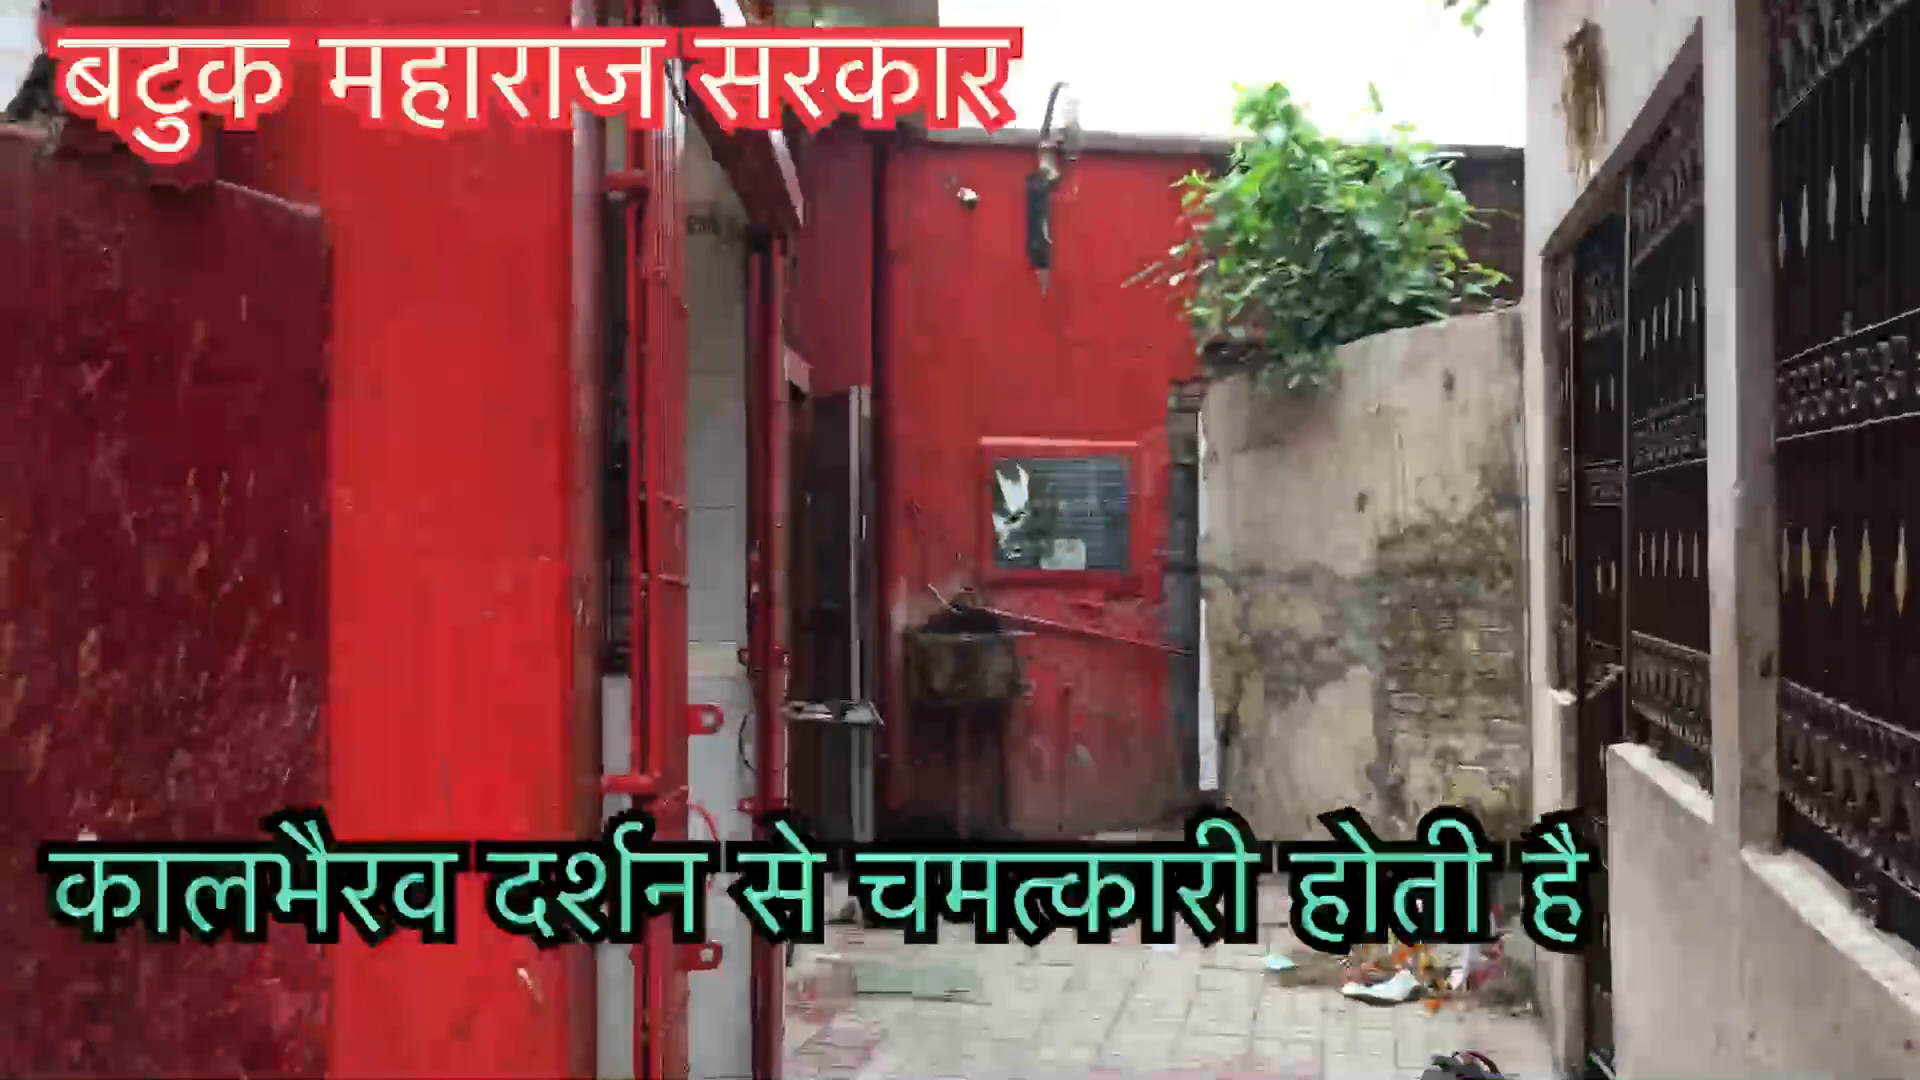 बटुक महाराज सरकार
कालभैरव दर्शन से चमत्कारी होती है